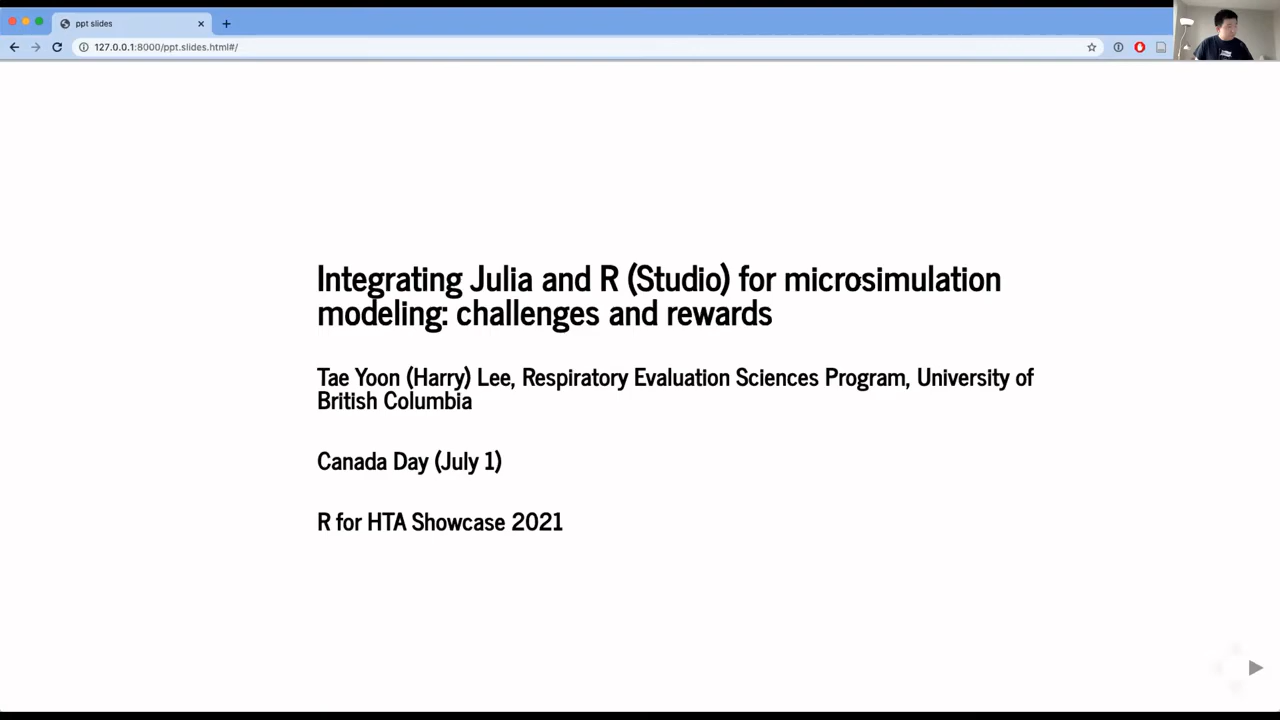 ppt slides
127.0.0.1:8000/ppt.slides.html#/
Integrating Julia and R (Studio) for microsimulation
modeling: challenges and rewards
Tae Yoon (Harry) Lee, Respiratory Evaluation Sciences Program, University of
British Columbia
Canada Day (July 1)
R for HTA Showcase 2021